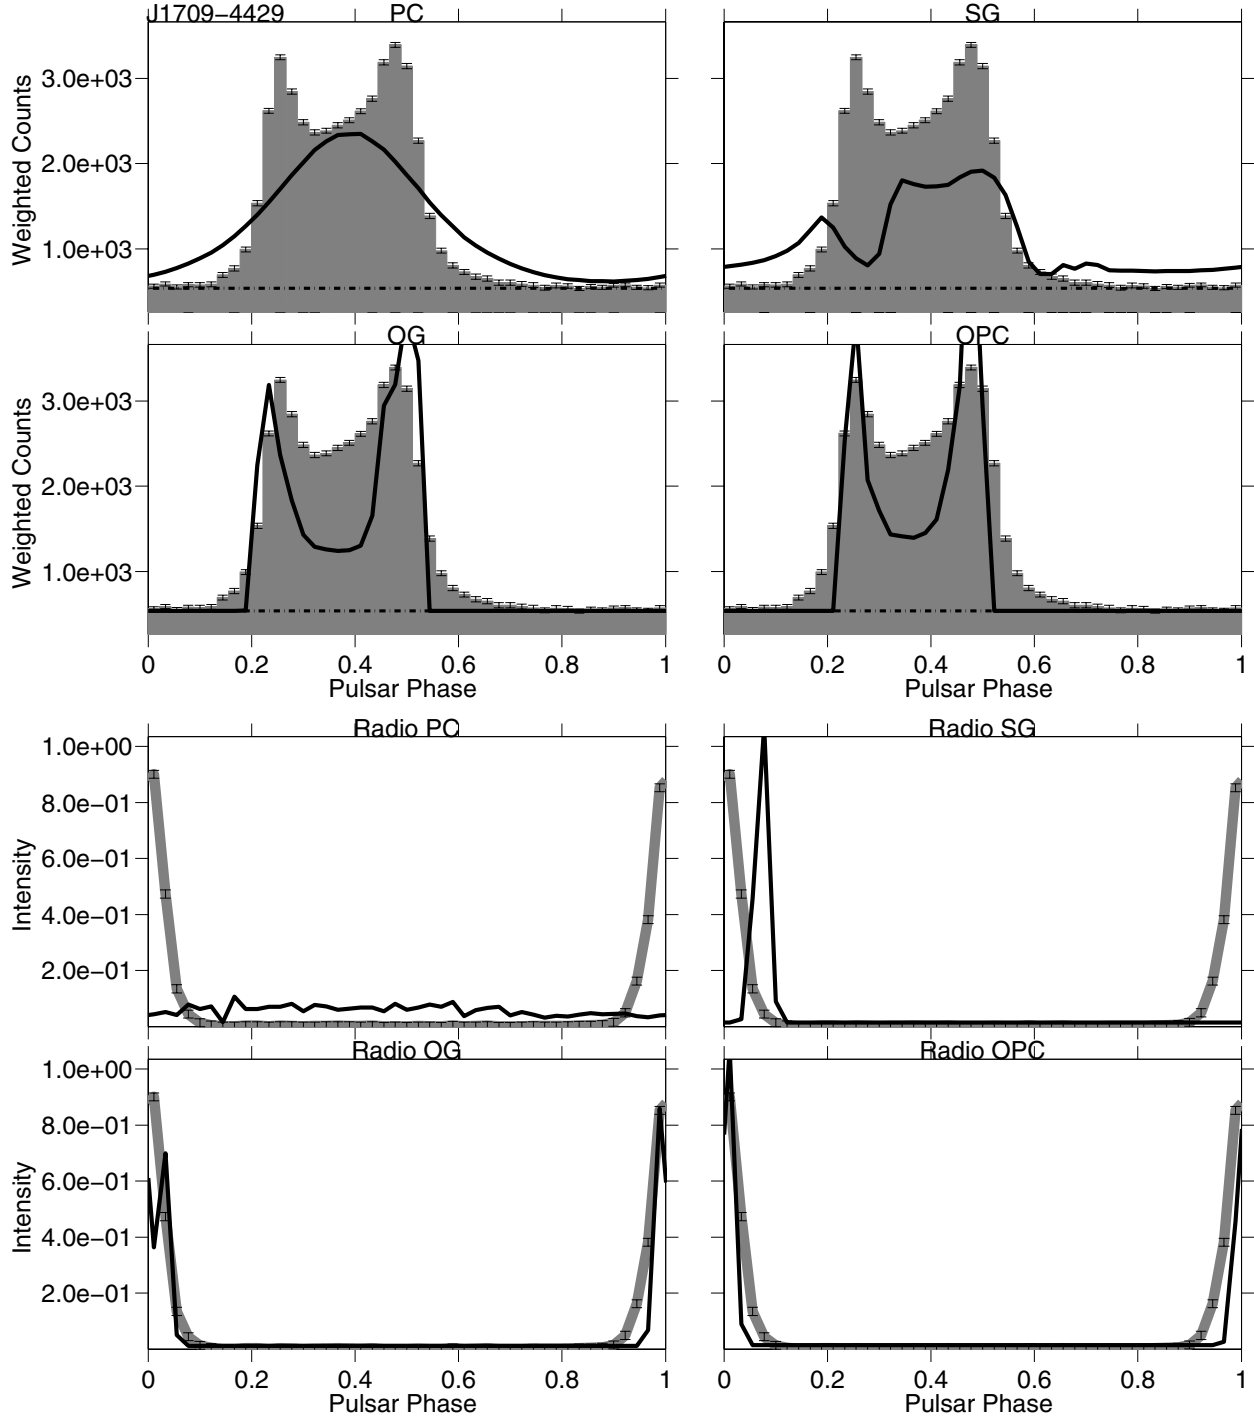 J1709−4429 PC SG
Weighted Counts
3.0e+03
2.0e+03
1.0e+03
OG OPC
Weighted Counts
3.0e+03
2.0e+03
1.0e+03
0 0.2 0.4 0.6 0.8 1 0 0.2 0.4 0.6 0.8 1
Pulsar Phase Pulsar Phase
Radio PC Radio SG
Intensity
1.0e+00
8.0e−01
6.0e−01
4.0e−01
2.0e−01
Radio OG Radio OPC
Intensity
1.0e+00
8.0e−01
6.0e−01
4.0e−01
2.0e−01
0 0.2 0.4 0.6 0.8 1 0 0.2 0.4 0.6 0.8 1
Pulsar Phase Pulsar Phase